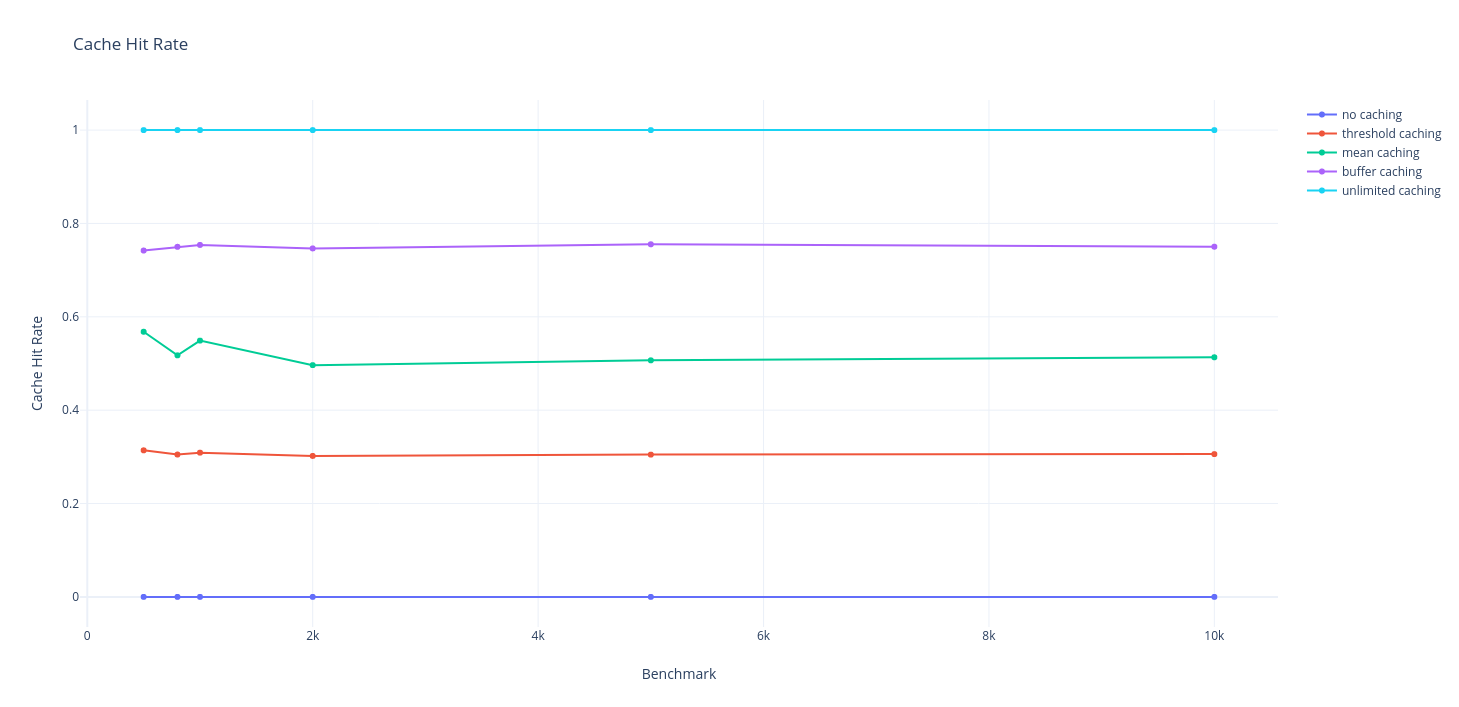 Cache Hit Rate
no caching
threshold caching
mean caching
buffer caching
unlimited caching
Cache Hit Rate
1
0.8
0.6
0.4
0.2
0
0 2k 4k 6k 8k 10k
Benchmark